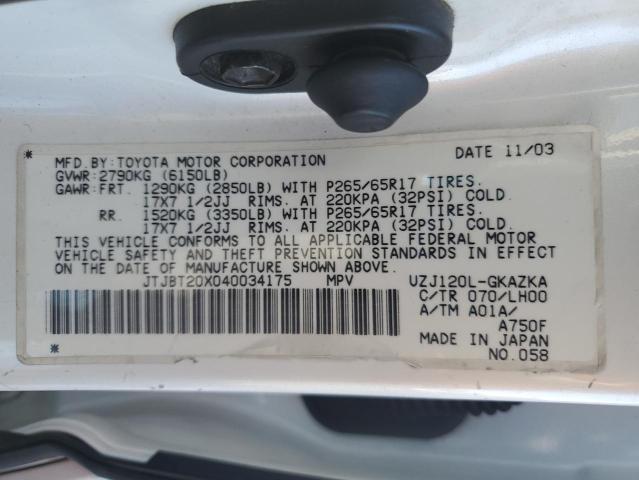 MFD.BY:TOYOTA MOTOR CORPORATION DATE 11/03
GVWR:2790KG (6150LB)
GAWR:FRT. 1290KG (2850LB) WITH P265/65R17 TIRES.
17X7 1/2JJ RIMS. AT 220KPA (32PSI) COLD.
RR. 1520KG (3350LB) WITH P265/65R17 TIRES.
17X7 1/2JJ RIMS. AT 220KPA (32PSI) COLD.
THIS VEHICLE CONFORMS TO ALL APPLICABLE FEDERAL MOTOR
VEHICLE SAFETY AND THEFT PREVENTION STANDARDS IN EFFECT
ON THE DATE OF MANUFACTURE SHOWN ABOVE.
JTJBT20X040034175 MPV UZJ120L-GKAZKA
C/TR 070/LH00
A/TM A01A/
A750F
MADE IN JAPAN
NO.058